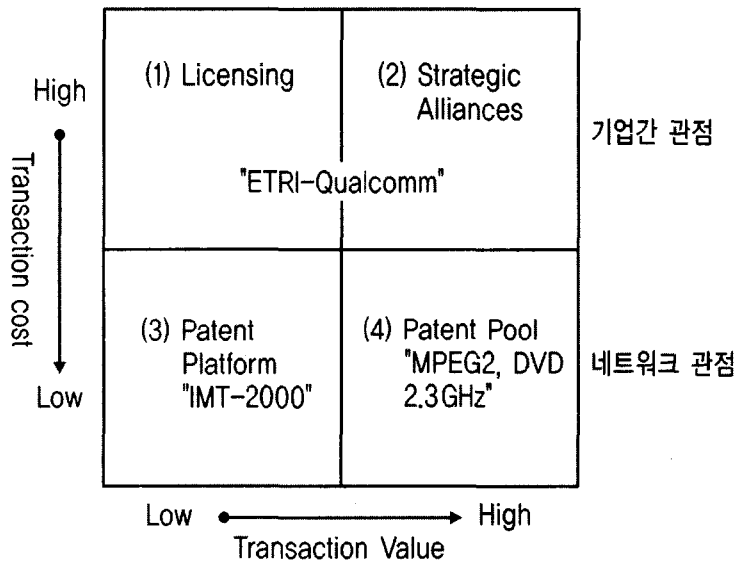 (1) Licensing
(2) Strategic
Alliances
High
기업간 관점
"ETRI-Qualcomm"
Transaction cost
(3) Patent
Platform
"IMT-2000"
(4) Patent Pool
"MPEG2, DVD
2.3GHz"
네트워크 관점
Low
Low
High
Transaction Value